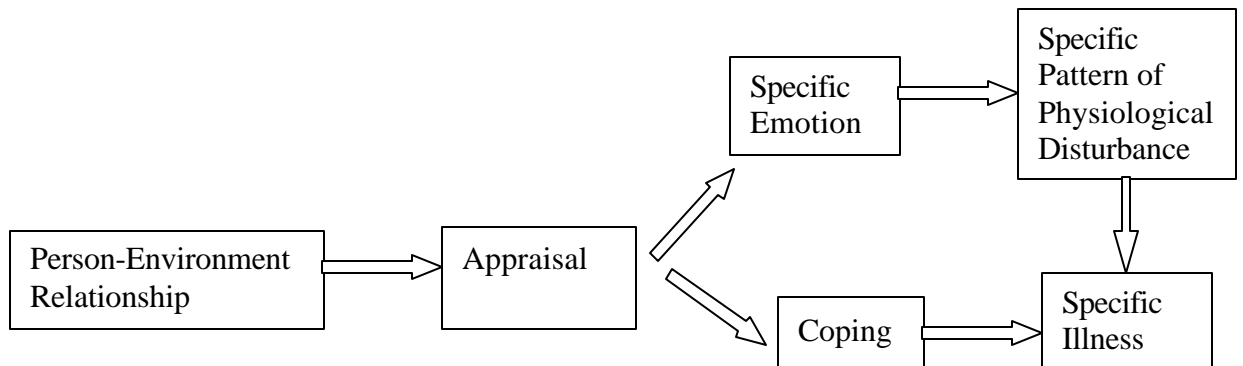 Person-Environment
Relationship
Appraisal
Specific
Emotion
Specific
Pattern of
Physiological
Disturbance
Coping
Specific
Illness